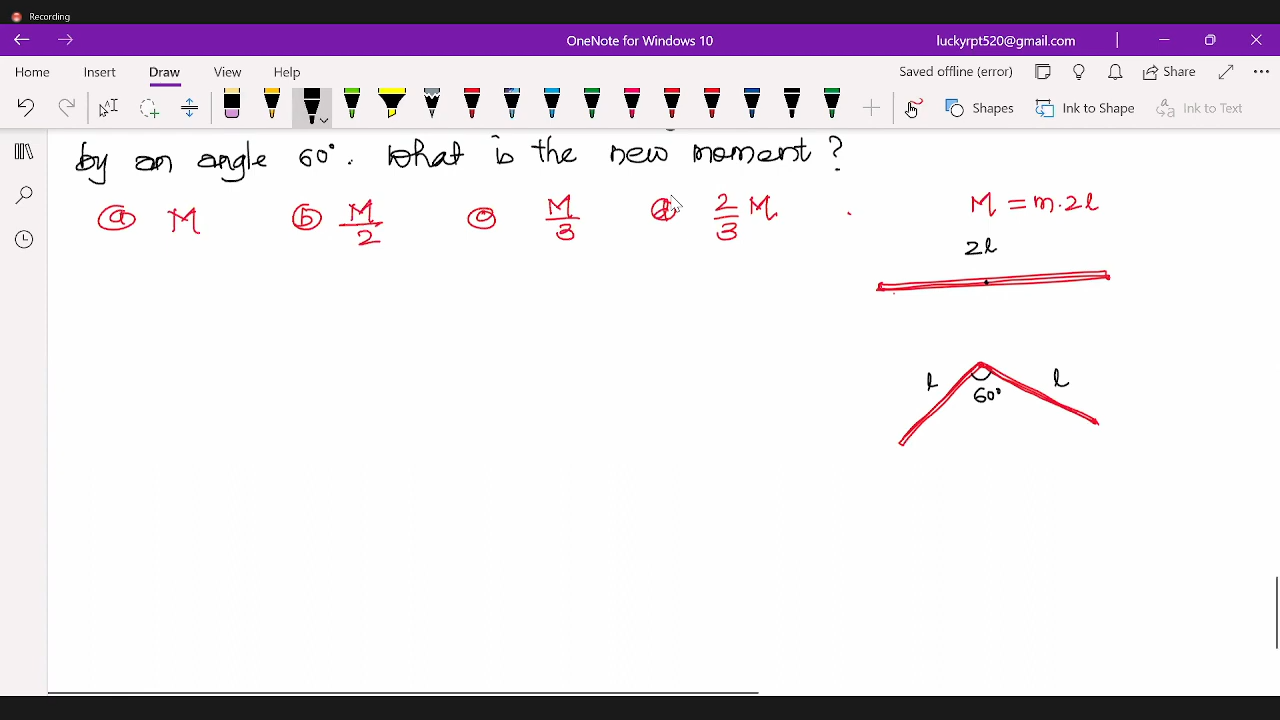 Recording
OneNote for Windows 10
luckyrpt520@gmail.com
Home Insert Draw View Help
Saved offline (error)
Share
Shapes
Ink to Shape
Ink to Text
by an angle 60°. What is the new moment ?
ⓐ M ⓑ M/2 ⓒ M/3 ⓓ 2/3 M
M = m.2l
2l
l l
60°